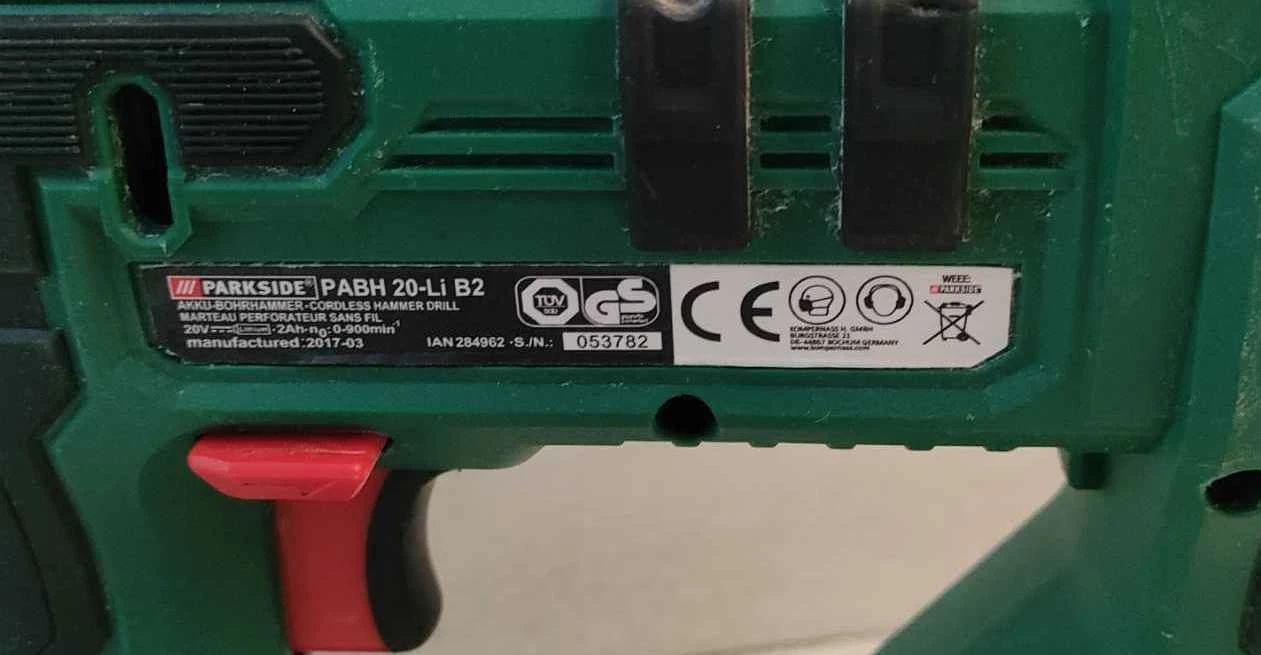 /// PARKSIDE® PABH 20-Li B2
AKKU-BOHRHAMMER·CORDLESS HAMMER DRILL
MARTEAU PERFORATEUR SANS FIL
20V Lithium ·2Ah·n0:0-900min-1
manufactured:2017-03
IAN 284962 ·S./N.: 053782
TÜV
SÜD
GS
CE
KOMPERNASS H. GMBH
BURGSTRASSE 21
DE-44867 BOCHUM GERMANY
www.kompernass.com
WEEE:
/// PARKSIDE®